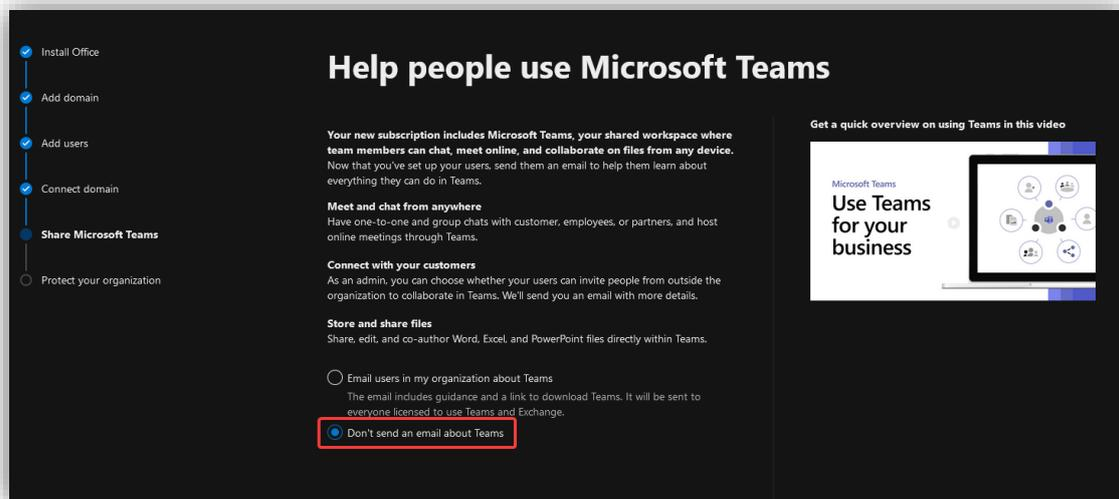 Install Office
Add domain
Add users
Connect domain
Share Microsoft Teams
Protect your organization
Help people use Microsoft Teams
Your new subscription includes Microsoft Teams, your shared workspace where
team members can chat, meet online, and collaborate on files from any device.
Now that you've set up your users, send them an email to help them learn about
everything they can do in Teams.
Meet and chat from anywhere
Have one-to-one and group chats with customer, employees, or partners, and host
online meetings through Teams.
Connect with your customers
As an admin, you can choose whether your users can invite people from outside the
organization to collaborate in Teams. We'll send you an email with more details.
Store and share files
Share, edit, and co-author Word, Excel, and PowerPoint files directly within Teams.
Email users in my organization about Teams
The email includes guidance and a link to download Teams. It will be sent to
everyone licensed to use Teams and Exchange.
Don't send an email about Teams
Get a quick overview on using Teams in this video
Microsoft Teams
Use Teams
for your
business